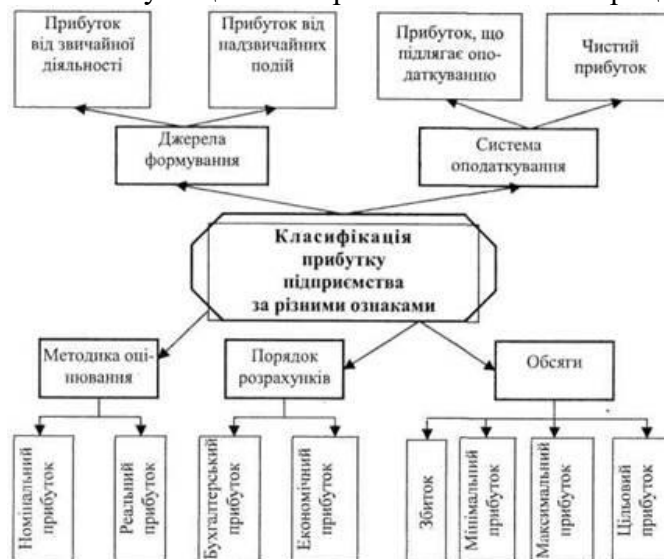 Прибуток
від звичайної
діяльності
Прибуток від
надзвичайних
подій
Прибуток, що
підлягає опо-
даткуванню
Чистий
прибуток
Джерела
формування
Система
оподаткування
Класифікація
прибутку
підприємства
за різними ознаками
Методика оці-
нювання
Порядок
розрахунків
Обсяги
Номінальний
прибуток
Реальний
прибуток
Бухгалтерський
прибуток
Економічний
прибуток
Збиток
Мінімальний
прибуток
Максимальний
прибуток
Цільовий
прибуток